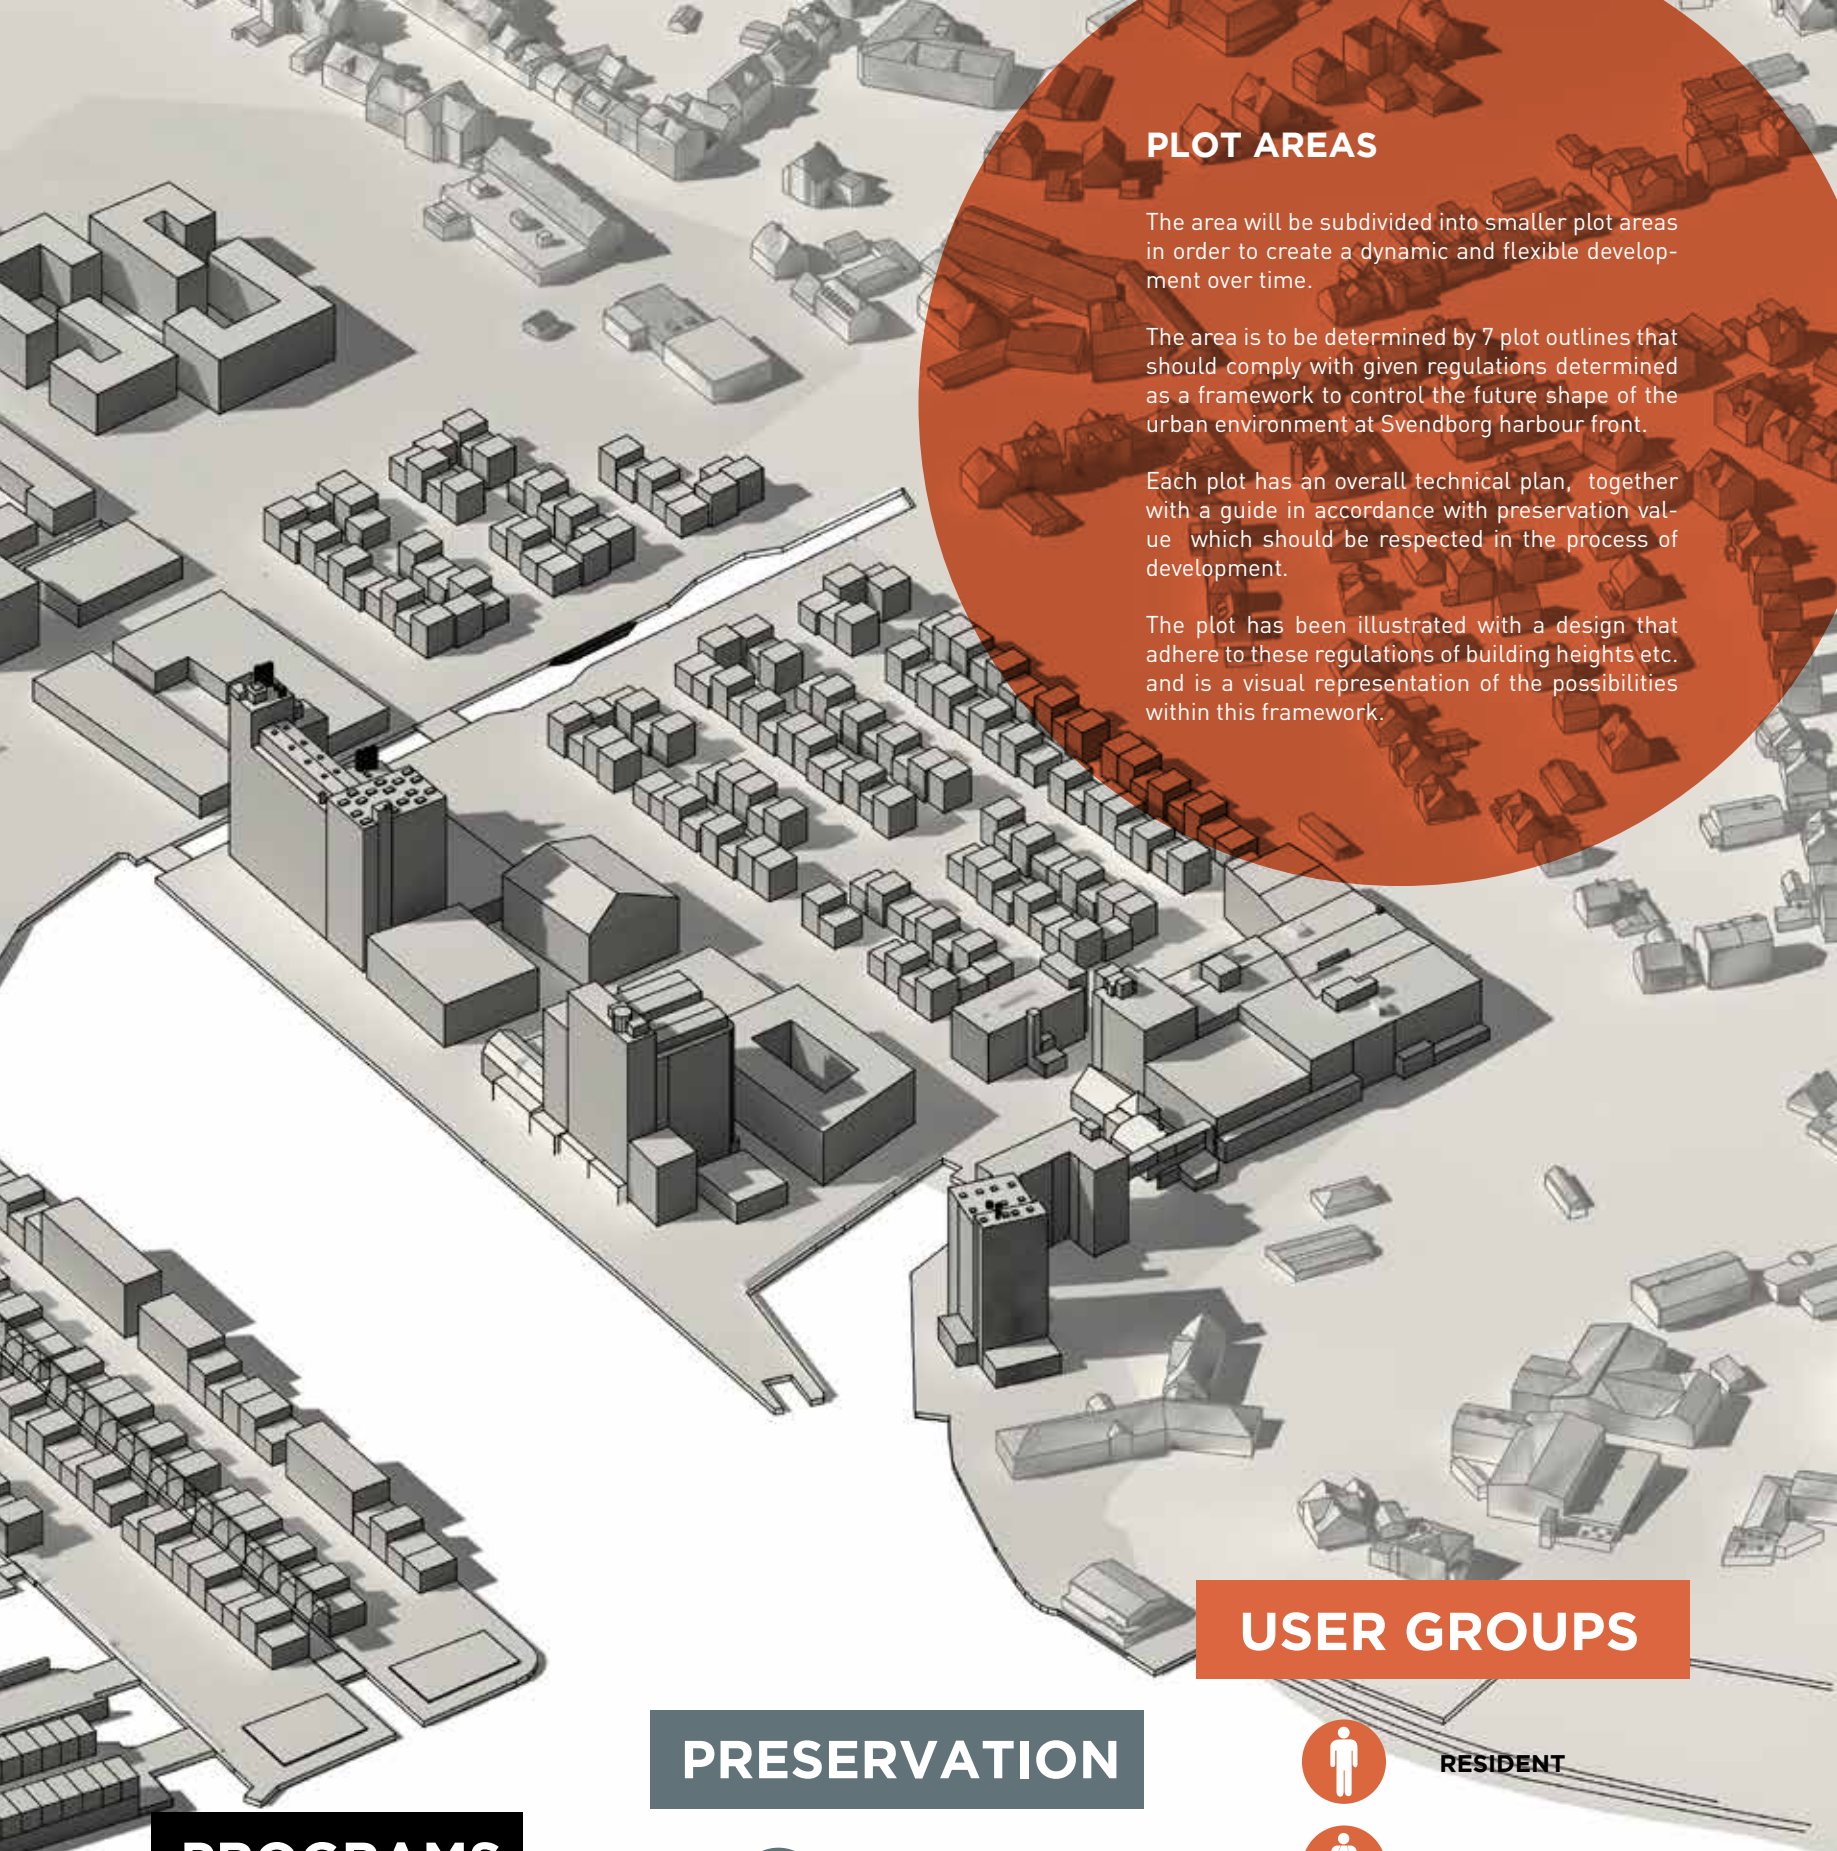 PLOT AREAS
The area will be subdivided into smaller plot areas
in order to create a dynamic and flexible develop-
ment over time.
The area is to be determined by 7 plot outlines that
should comply with given regulations determined
as a framework to control the future shape of the
urban environment at Svendborg harbour front.
Each plot has an overall technical plan, together
with a guide in accordance with preservation val-
ue which should be respected in the process of
development.
The plot has been illustrated with a design that
adhere to these regulations of building heights etc.
and is a visual representation of the possibilities
within this framework.
USER GROUPS
PRESERVATION
RESIDENT
PROGRAMS